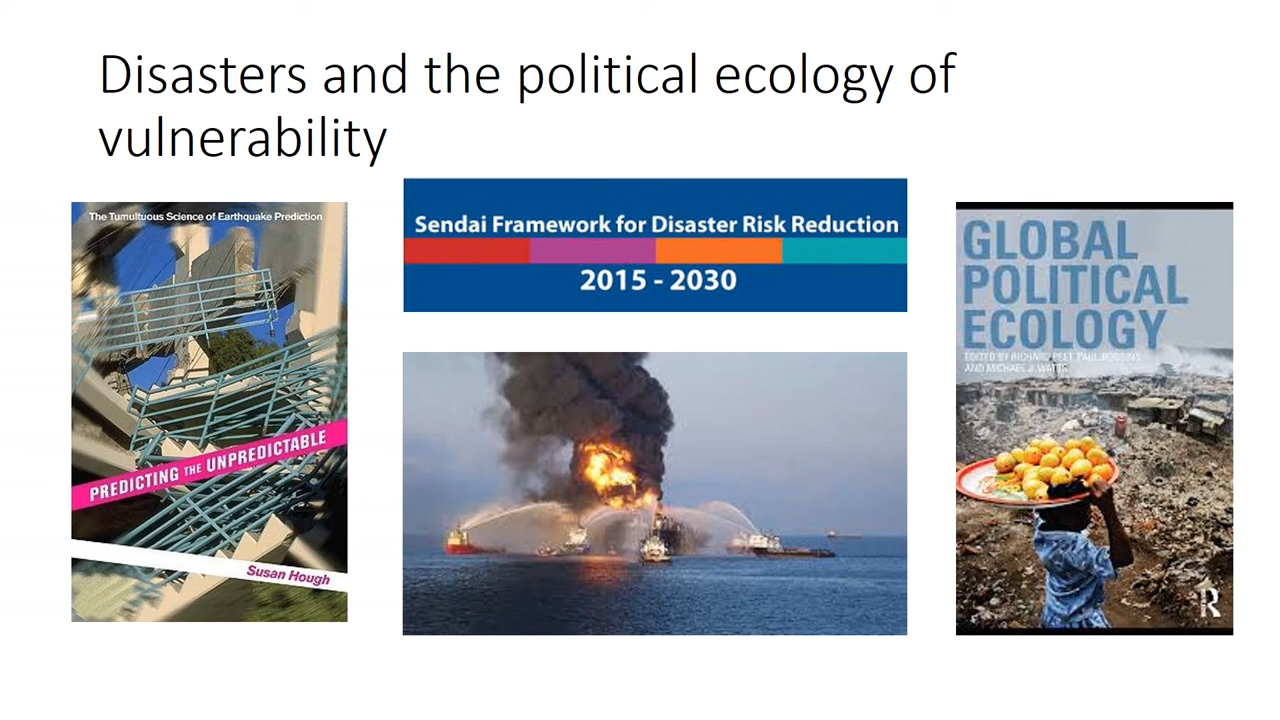 Disasters and the political ecology of
vulnerability
The Tumultuous Science of Earthquake Prediction
PREDICTING THE UNPREDICTABLE
Susan Hough
Sendai Framework for Disaster Risk Reduction
2015 - 2030
GLOBAL
POLITICAL
ECOLOGY
EDITED BY RICHARD PEET, PAUL ROBBINS
AND MICHAEL J. WATTS
R